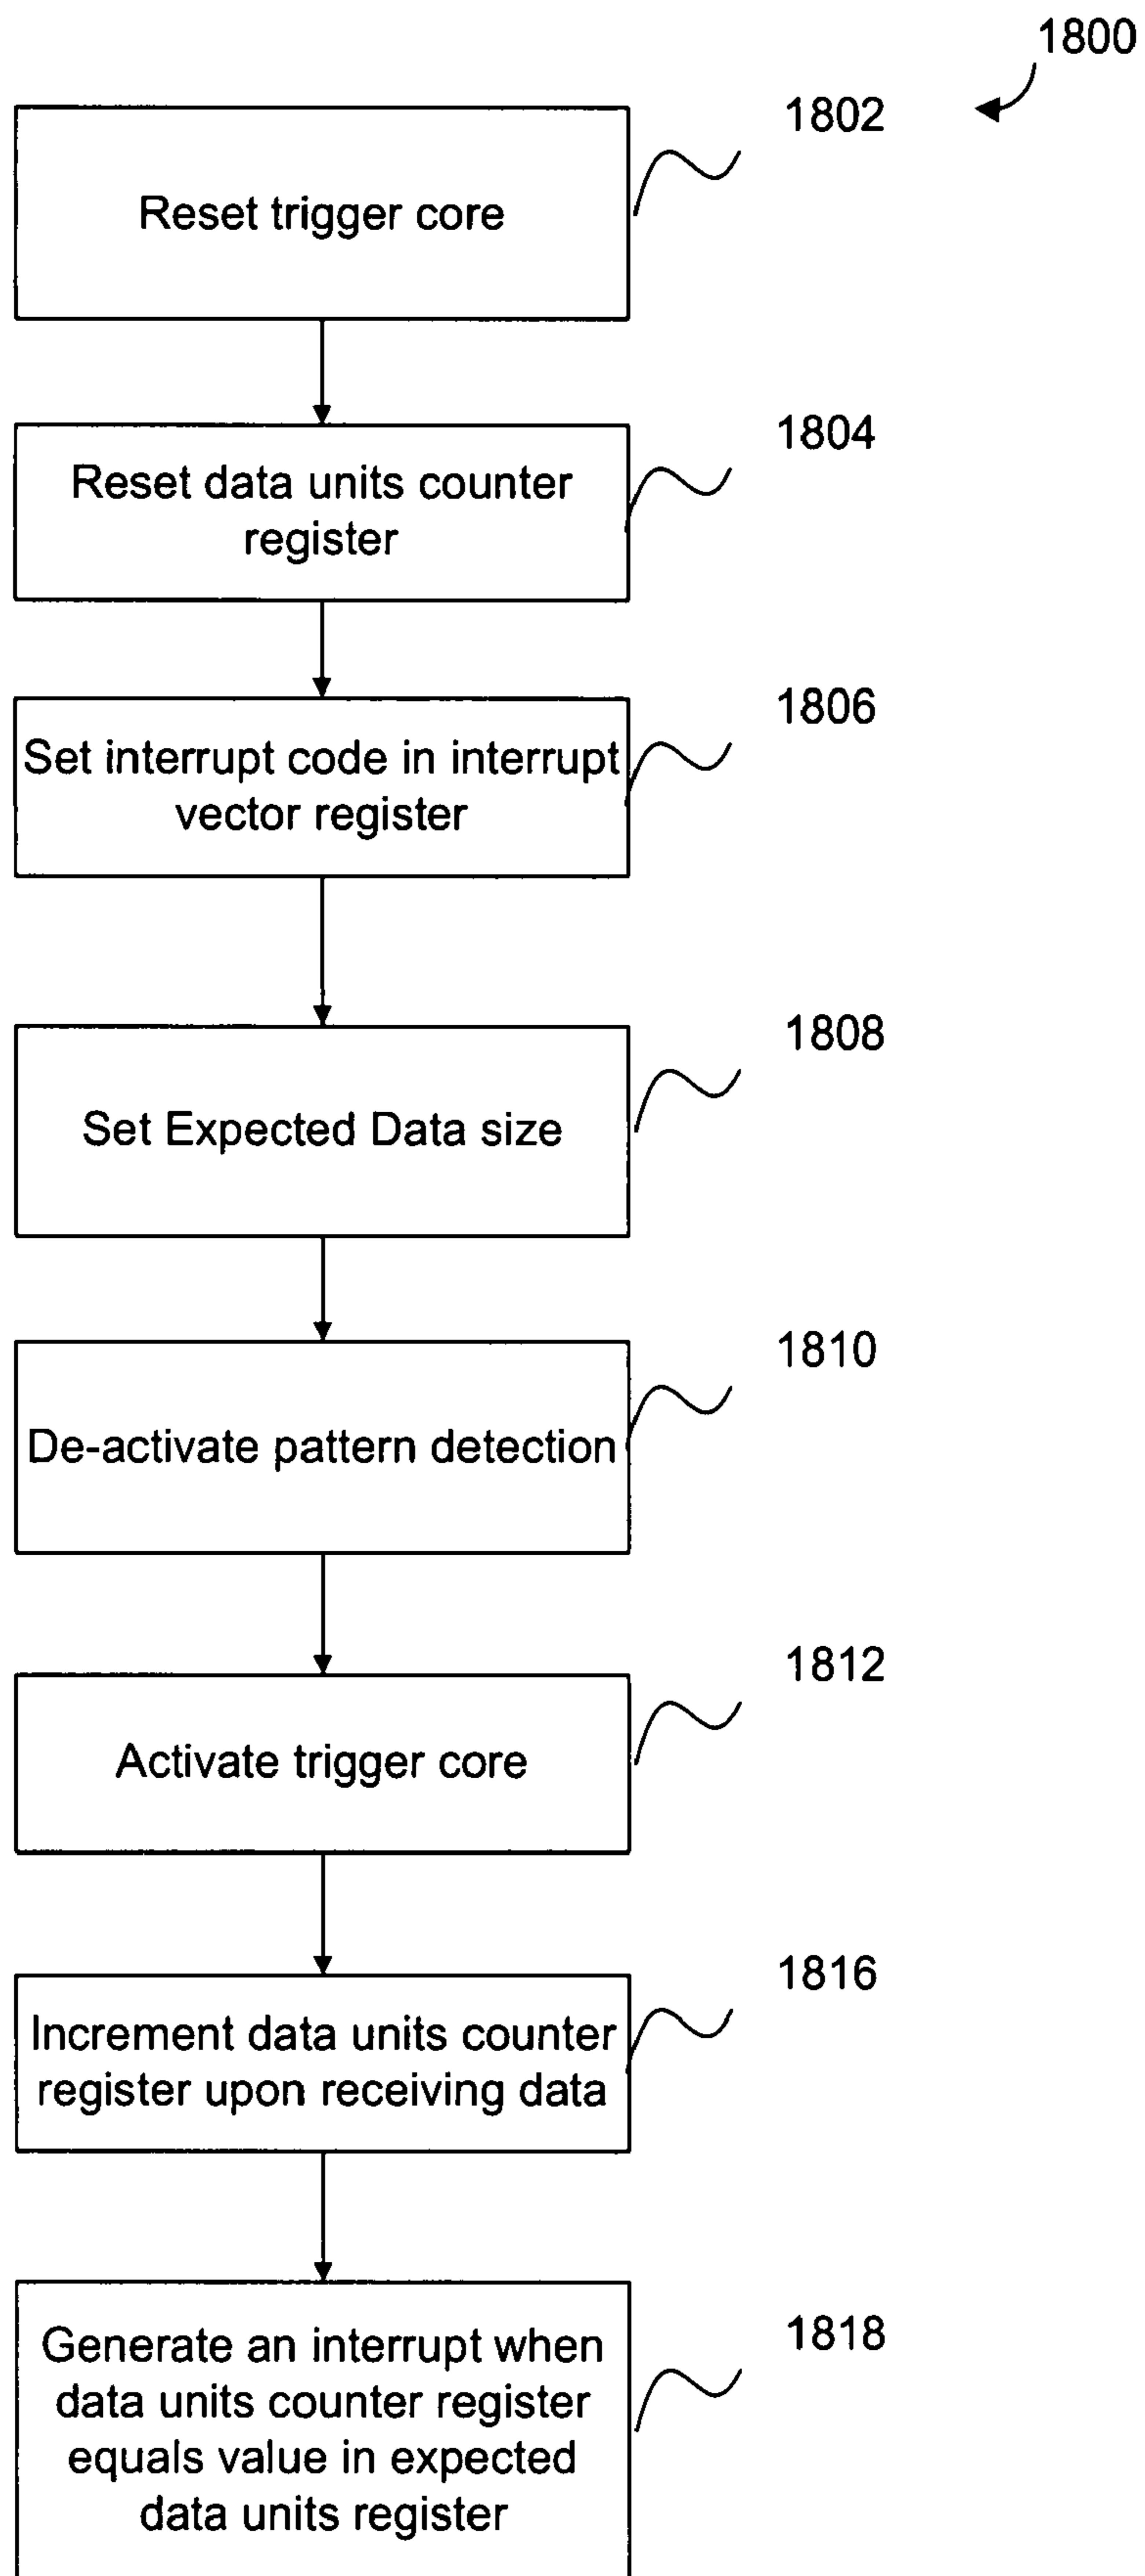 1800
1802
Reset trigger core
1804
Reset data units counter
register
1806
Set interrupt code in interrupt
vector register
1808
Set Expected Data size
1810
De-activate pattern detection
1812
Activate trigger core
1816
Increment data units counter
register upon receiving data
1818
Generate an interrupt when
data units counter register
equals value in expected
data units register